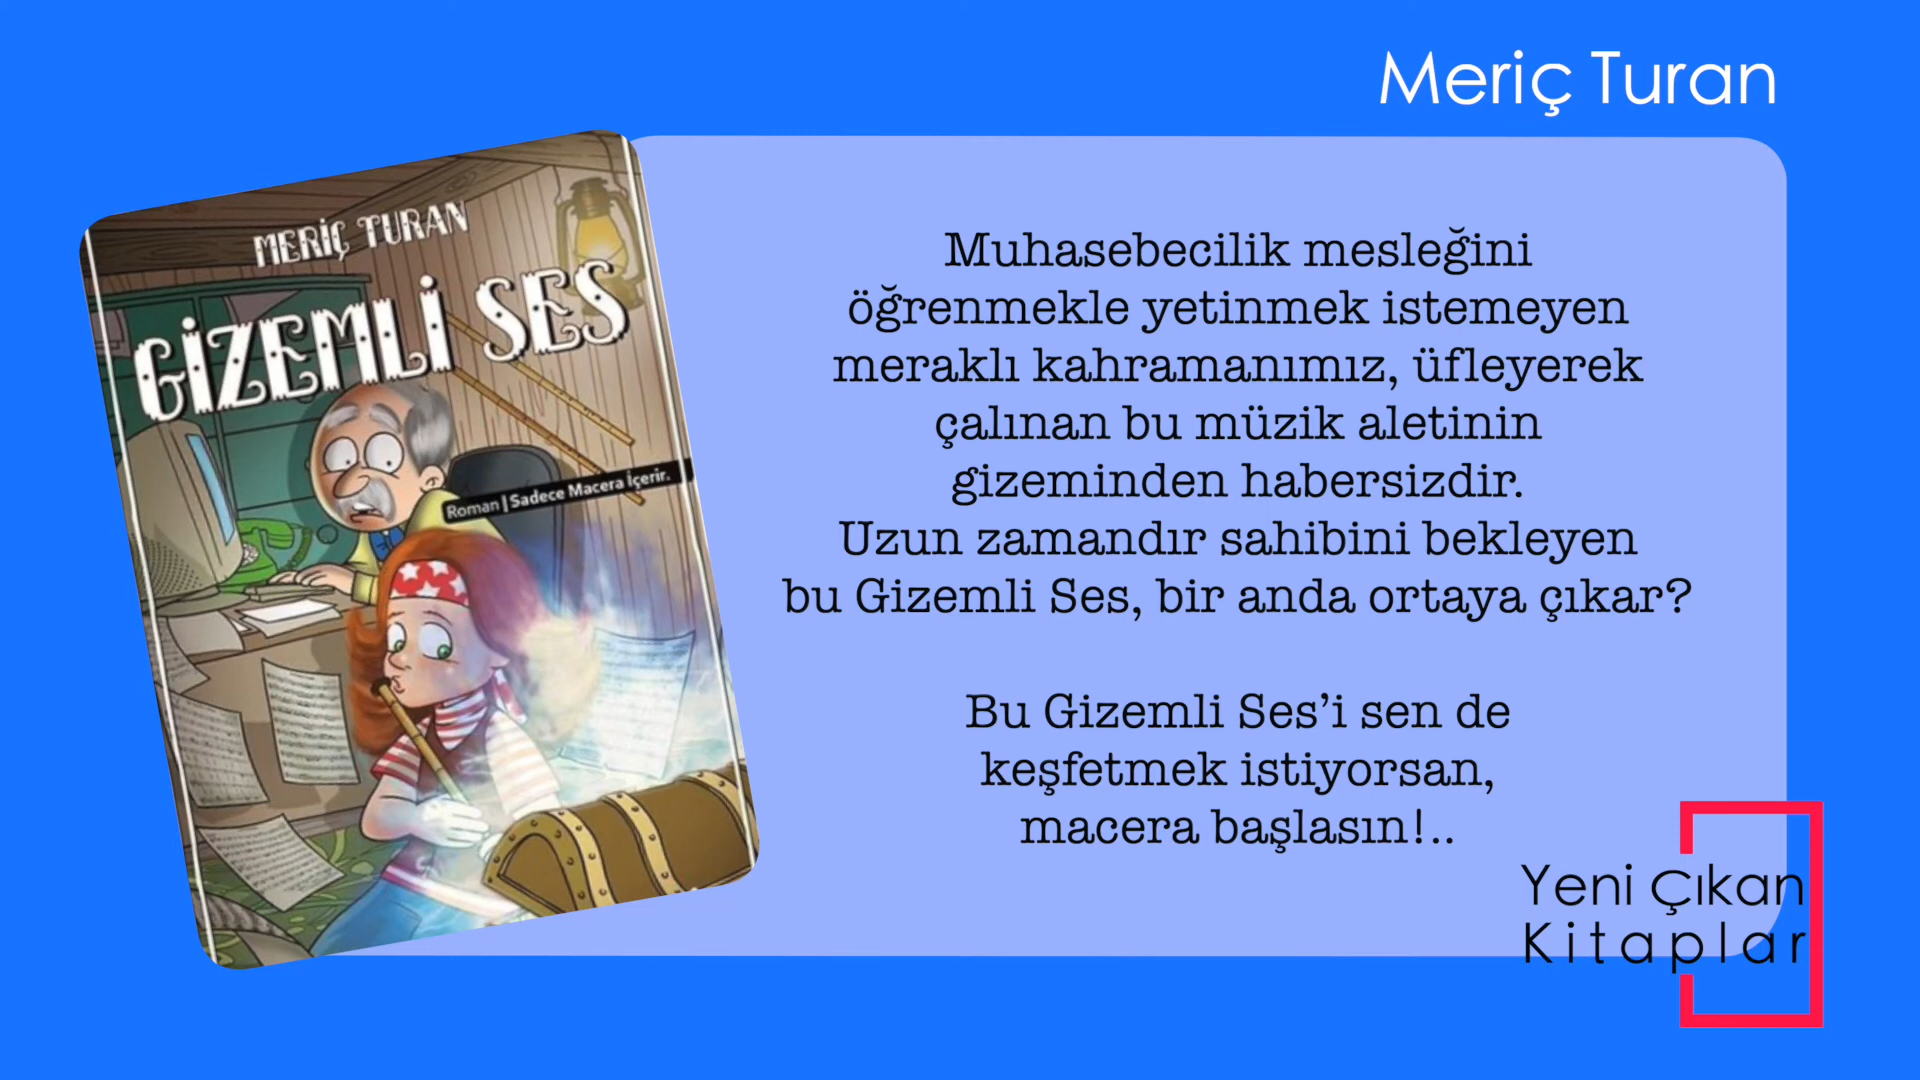 Meriç Turan
MERİÇ TURAN
GİZEMLİ SES
Roman | Sadece Macera İçerir.
Muhasebecilik mesleğini
öğrenmekle yetinmek istemeyen
meraklı kahramanımız, üfleyerek
çalınan bu müzik aletinin
gizeminden habersizdir.
Uzun zamandır sahibini bekleyen
bu Gizemli Ses, bir anda ortaya çıkar?
Bu Gizemli Ses’i sen de
keşfetmek istiyorsan,
macera başlasın!..
Yeni Çıkan
Kitaplar